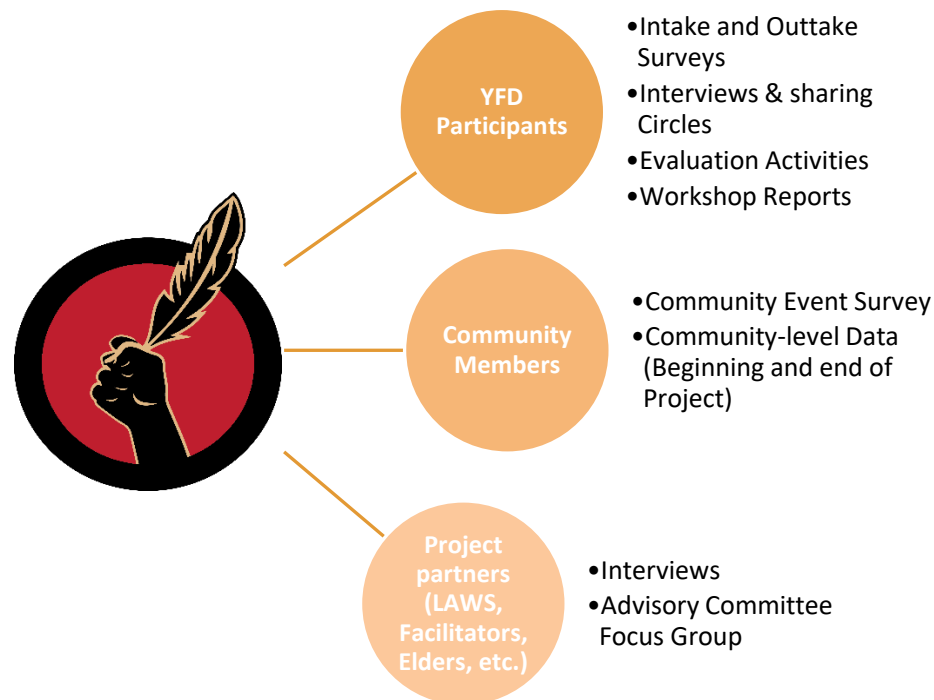 YFD
Participants
•Intake and Outtake
Surveys
•Interviews & sharing
Circles
•Evaluation Activities
•Workshop Reports
Community
Members
•Community Event Survey
•Community-level Data
(Beginning and end of
Project)
Project
partners
(LAWS,
Facilitators,
Elders, etc.)
•Interviews
•Advisory Committee
Focus Group